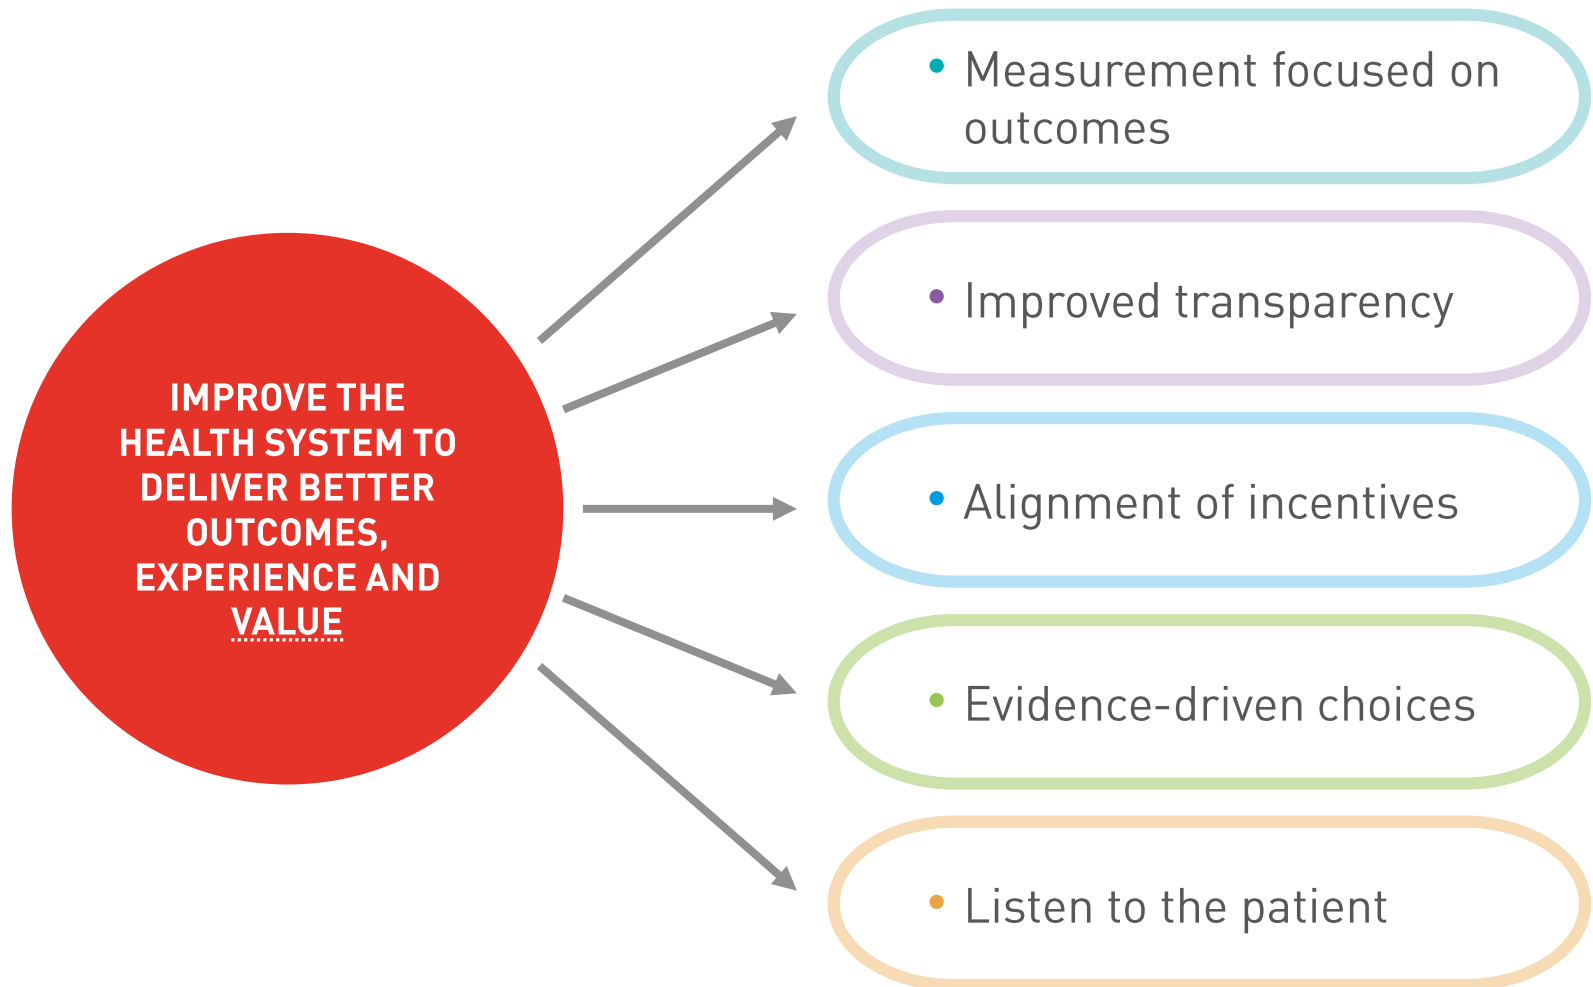 IMPROVE THE
HEALTH SYSTEM TO
DELIVER BETTER
OUTCOMES,
EXPERIENCE AND
VALUE
• Measurement focused on
outcomes
• Improved transparency
• Alignment of incentives
• Evidence-driven choices
• Listen to the patient